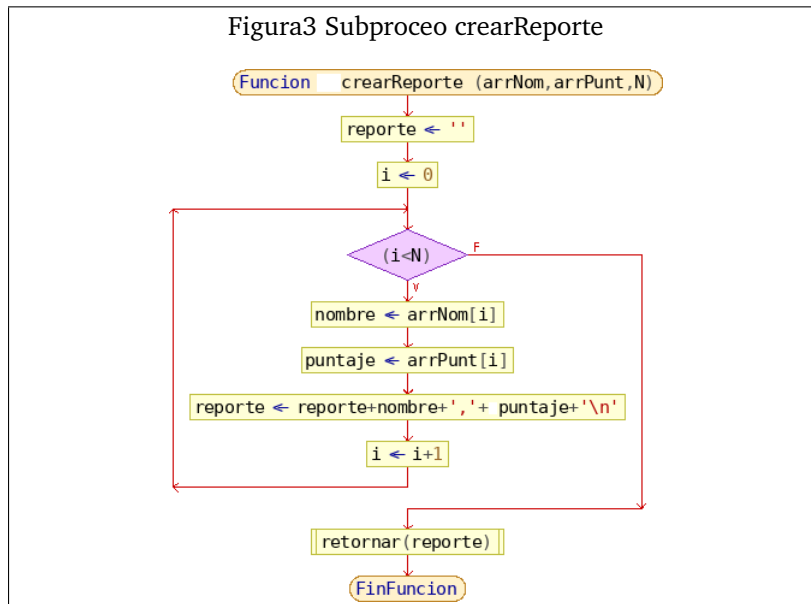 Figura3 Subproceo crearReporte
Funcion crearReporte (arrNom,arrPunt,N)
reporte ← ''
i ← 0
(i<N)
F
V
nombre ← arrNom[i]
puntaje ← arrPunt[i]
reporte ← reporte+nombre+','+ puntaje+'\n'
i ← i+1
retornar(reporte)
FinFuncion